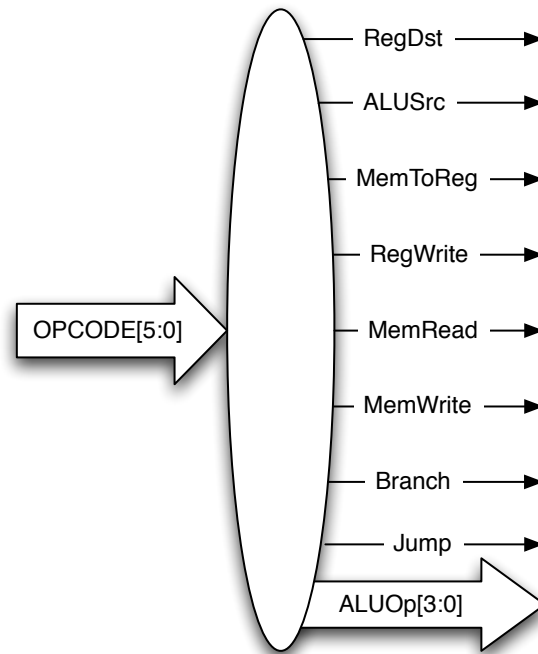 RegDst
ALUSrc
MemToReg
RegWrite
OPCODE[5:0]
MemRead
MemWrite
Branch
Jump
ALUOp[3:0]